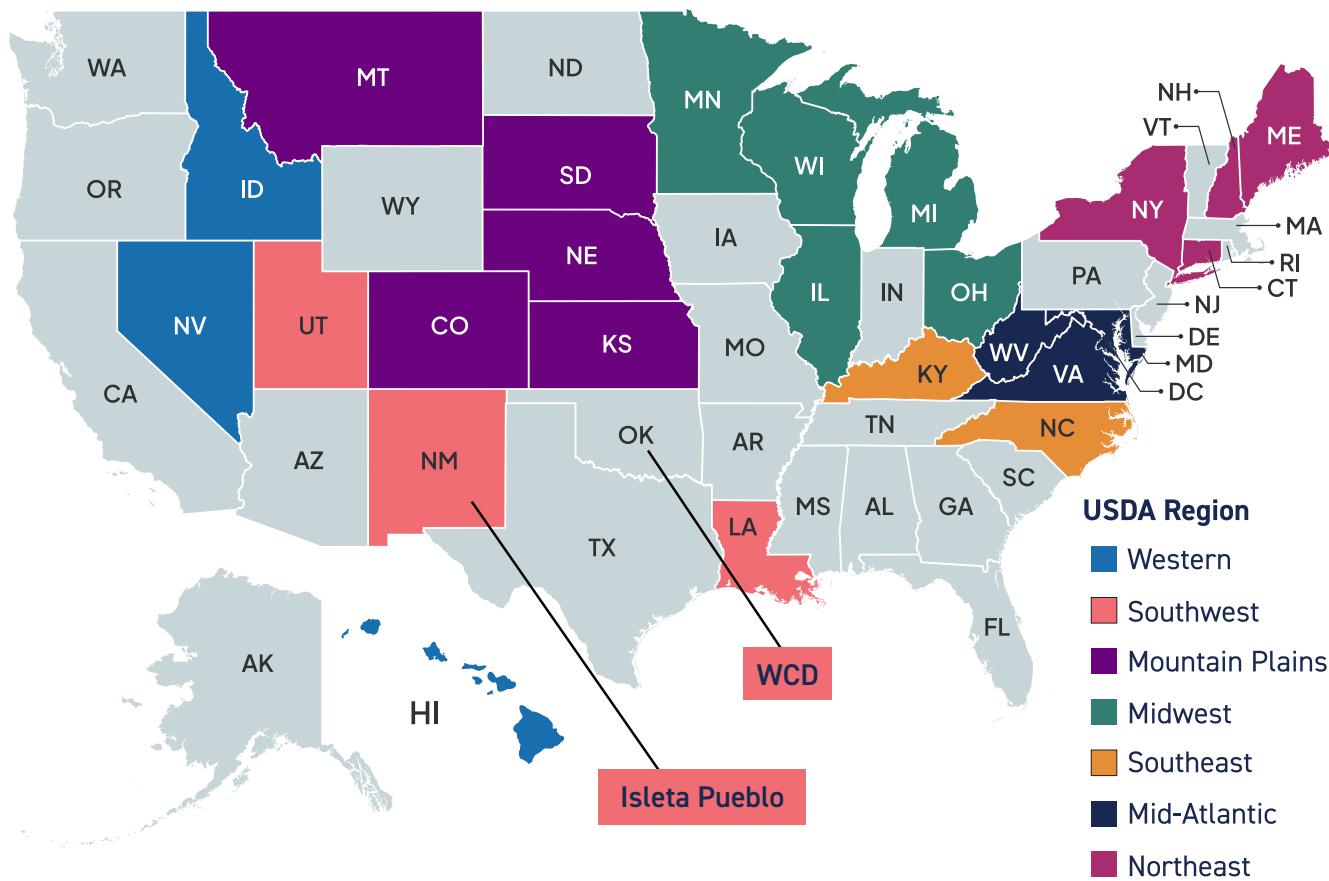 WA
MT
ND
MN
NH
VT
ME
OR
ID
SD
WI
WY
MI
NY
MA
IA
NE
PA
RI
CT
NV
UT
CO
IL
IN
OH
NJ
KS
MO
WV
VA
DE
MD
DC
CA
KY
TN
NC
OK
AR
AZ
NM
SC
MS
AL
GA
LA
TX
FL
AK
HI
WCD
Isleta Pueblo
USDA Region
Western
Southwest
Mountain Plains
Midwest
Southeast
Mid-Atlantic
Northeast